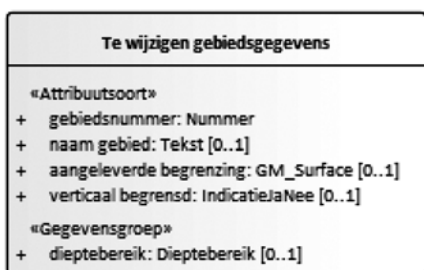 Te wijzigen gebiedsgegevens
«Attribuutsoort»
+ gebiedsnummer: Nummer
+ naam gebied: Tekst [0..1]
+ aangeleverde begrenzing: GM_Surface [0..1]
+ verticaal begrensd: IndicatieJaNee [0..1]
«Gegevensgroep»
+ dieptebereik: Dieptebereik [0..1]